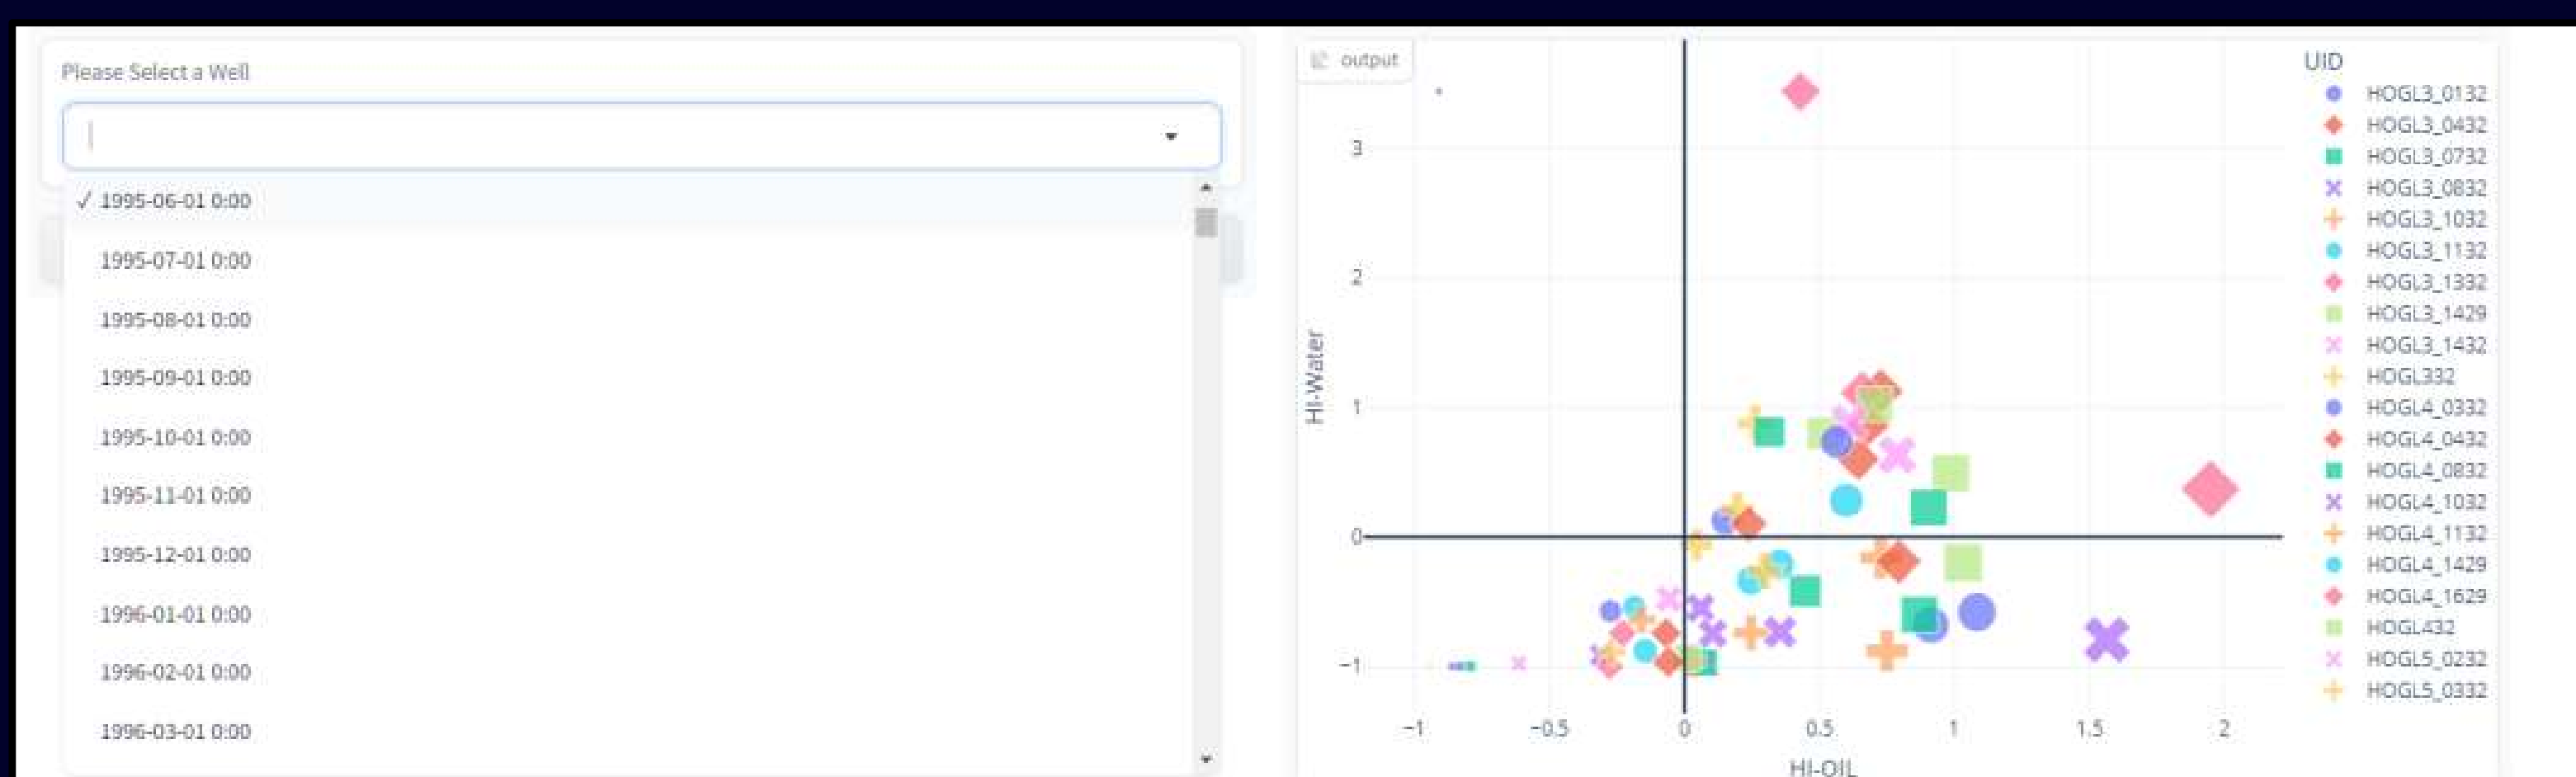 Please Select a Well
✓ 1995-06-01 0:00
1995-07-01 0:00
1995-08-01 0:00
1995-09-01 0:00
1995-10-01 0:00
1995-11-01 0:00
1995-12-01 0:00
1996-01-01 0:00
1996-02-01 0:00
1996-03-01 0:00
output
3
2
1
0
−1
HI-Water
−1 −0.5 0 0.5 1 1.5 2
HI-OIL
UID
HOGL3_0132
HOGL3_0432
HOGL3_0732
HOGL3_0832
HOGL3_1032
HOGL3_1132
HOGL3_1332
HOGL3_1429
HOGL3_1432
HOGL332
HOGL4_0332
HOGL4_0432
HOGL4_0832
HOGL4_1032
HOGL4_1132
HOGL4_1429
HOGL4_1629
HOGL432
HOGL5_0232
HOGL5_0332